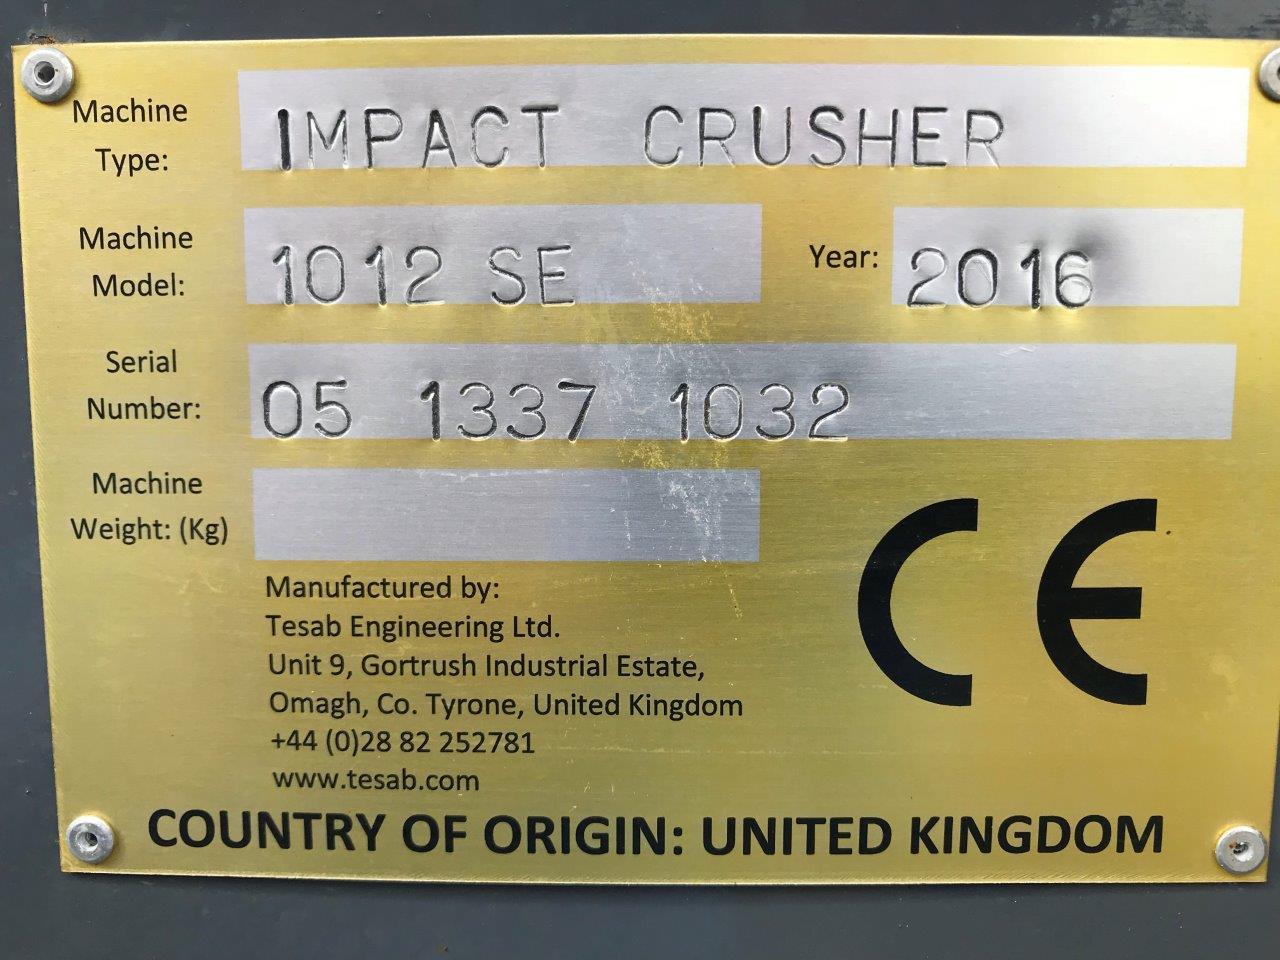 Machine Type: IMPACT CRUSHER
Machine Model: 1012 SE Year: 2016
Serial Number: 05 1337 1032
Machine Weight: (Kg)
Manufactured by:
Tesab Engineering Ltd.
Unit 9, Gortrush Industrial Estate,
Omagh, Co. Tyrone, United Kingdom
+44 (0)28 82 252781
www.tesab.com
CE
COUNTRY OF ORIGIN: UNITED KINGDOM